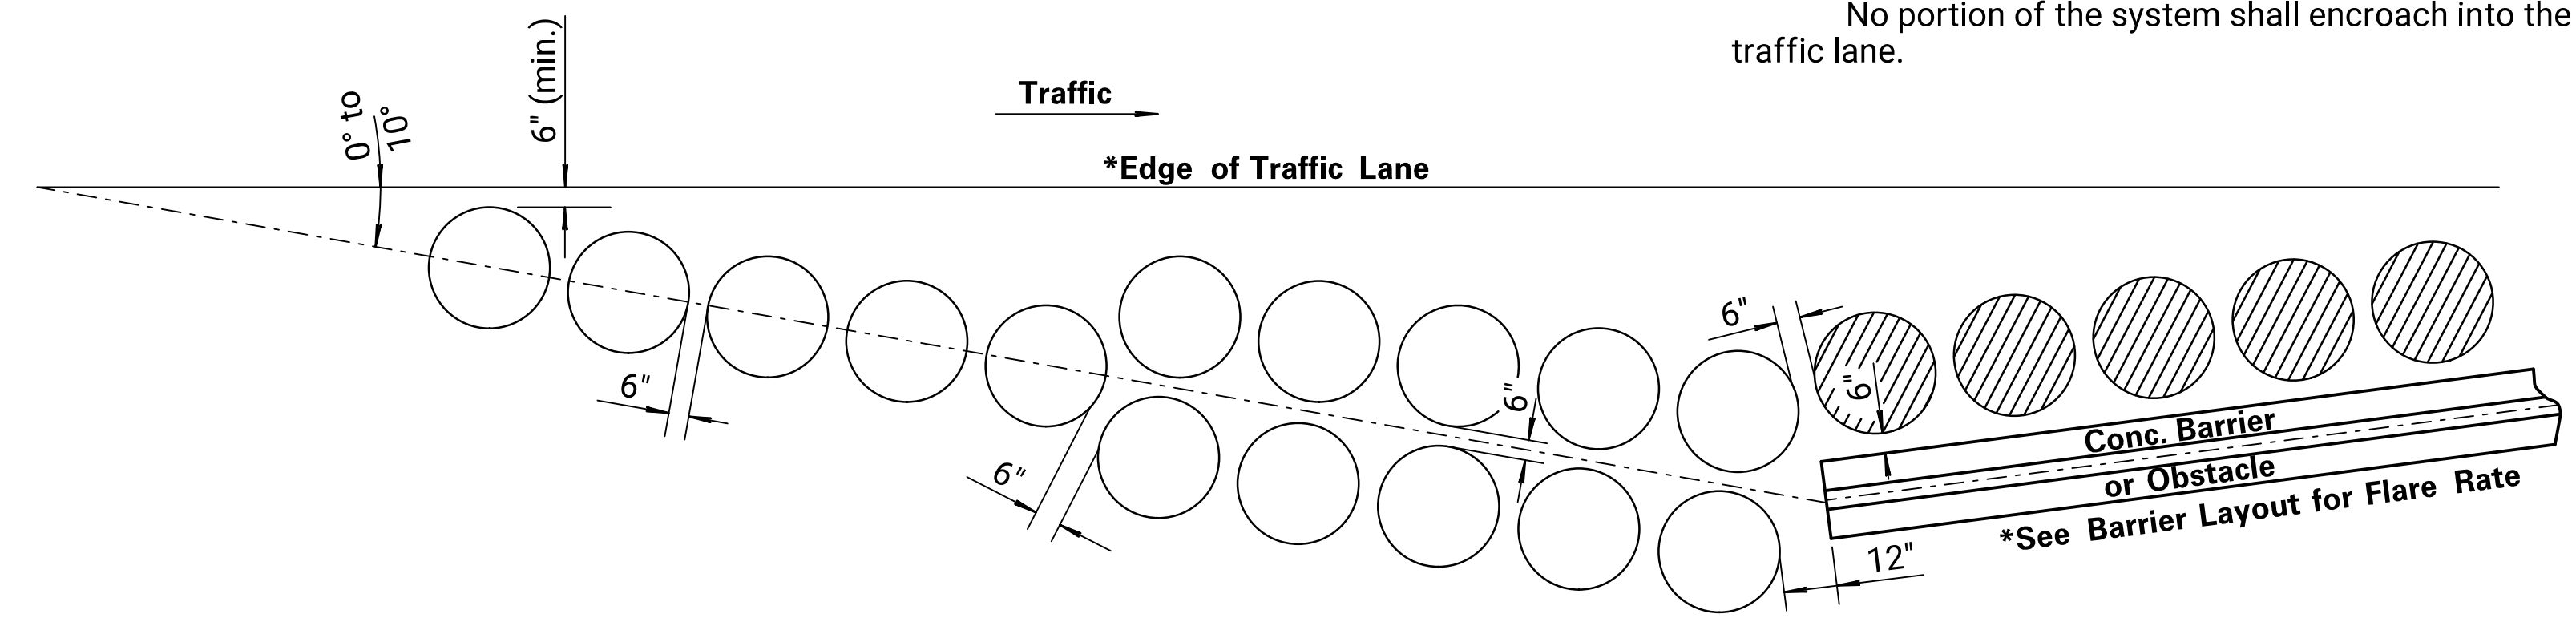 No portion of the system shall encroach into the
traffic lane.
0° to
10°
6" (min.)
Traffic
*Edge of Traffic Lane
6"
6"
6"
6"
6"
Conc. Barrier
or Obstacle
*See Barrier Layout for Flare Rate
12"